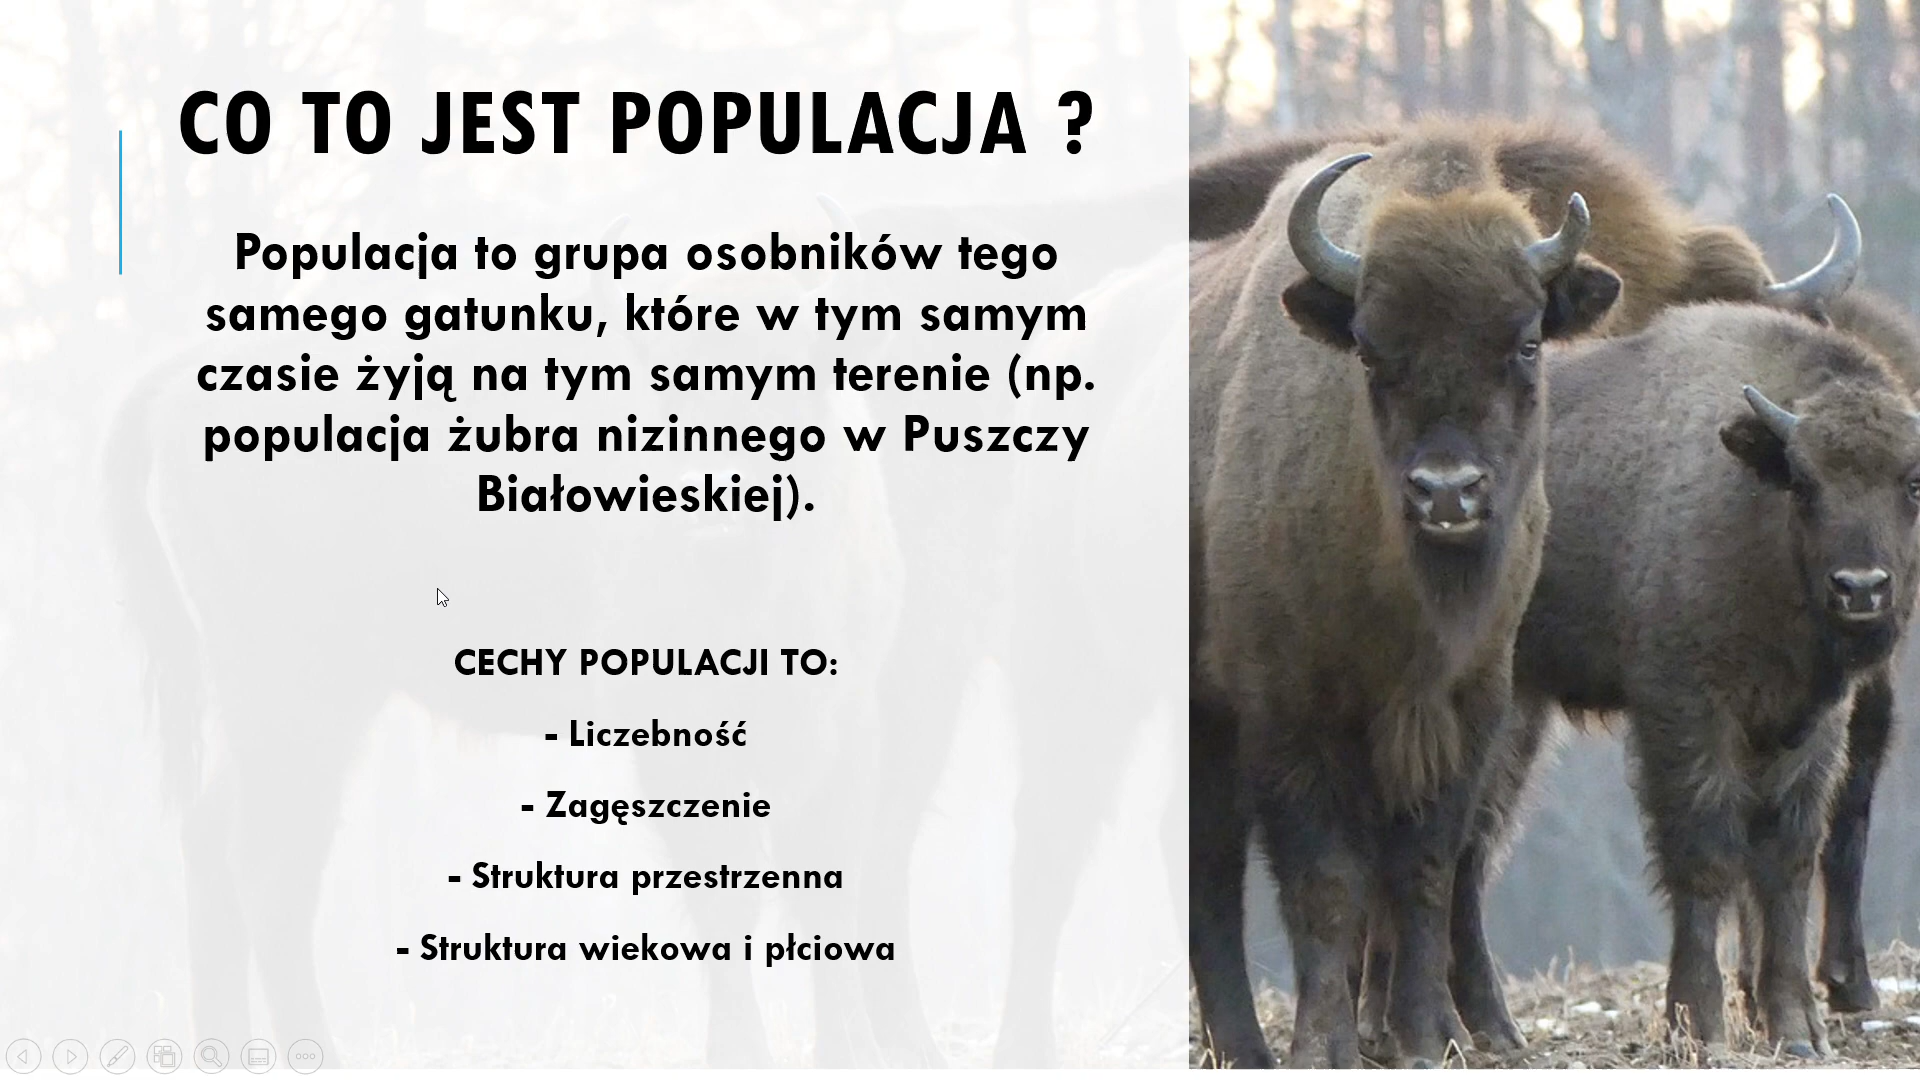 CO TO JEST POPULACJA ?
Populacja to grupa osobników tego
samego gatunku, które w tym samym
czasie żyją na tym samym terenie (np.
populacja żubra nizinnego w Puszczy
Białowieskiej).
CECHY POPULACJI TO:
- Liczebność
- Zagęszczenie
- Struktura przestrzenna
- Struktura wiekowa i płciowa